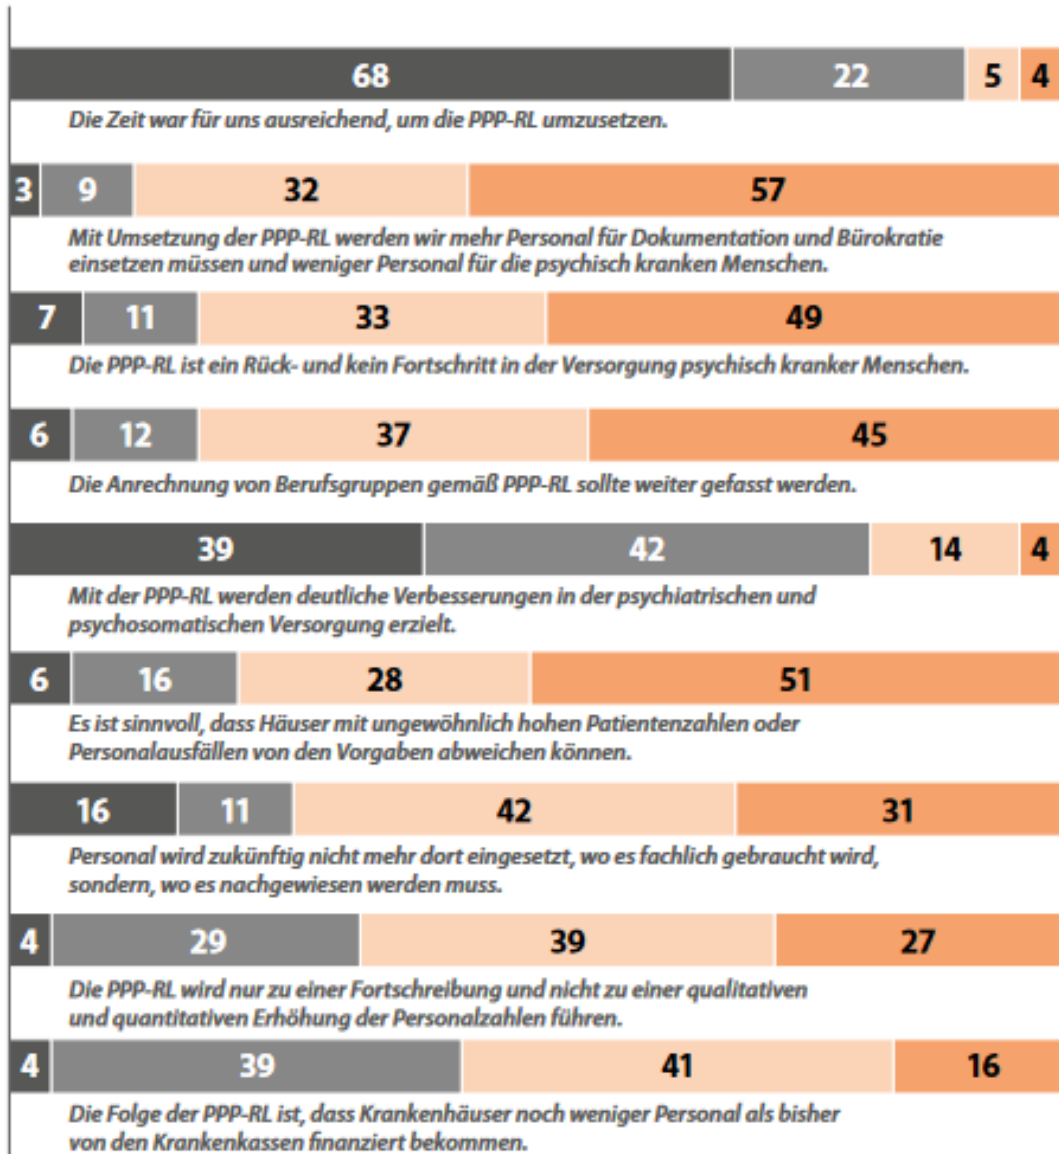 68 22 5 4
Die Zeit war für uns ausreichend, um die PPP-RL umzusetzen.
3 9 32 57
Mit Umsetzung der PPP-RL werden wir mehr Personal für Dokumentation und Bürokratie
einsetzen müssen und weniger Personal für die psychisch kranken Menschen.
7 11 33 49
Die PPP-RL ist ein Rück- und kein Fortschritt in der Versorgung psychisch kranker Menschen.
6 12 37 45
Die Anrechnung von Berufsgruppen gemäß PPP-RL sollte weiter gefasst werden.
39 42 14 4
Mit der PPP-RL werden deutliche Verbesserungen in der psychiatrischen und
psychosomatischen Versorgung erzielt.
6 16 28 51
Es ist sinnvoll, dass Häuser mit ungewöhnlich hohen Patientenzahlen oder
Personalausfällen von den Vorgaben abweichen können.
16 11 42 31
Personal wird zukünftig nicht mehr dort eingesetzt, wo es fachlich gebraucht wird,
sondern, wo es nachgewiesen werden muss.
4 29 39 27
Die PPP-RL wird nur zu einer Fortschreibung und nicht zu einer qualitativen
und quantitativen Erhöhung der Personalzahlen führen.
4 39 41 16
Die Folge der PPP-RL ist, dass Krankenhäuser noch weniger Personal als bisher
von den Krankenkassen finanziert bekommen.